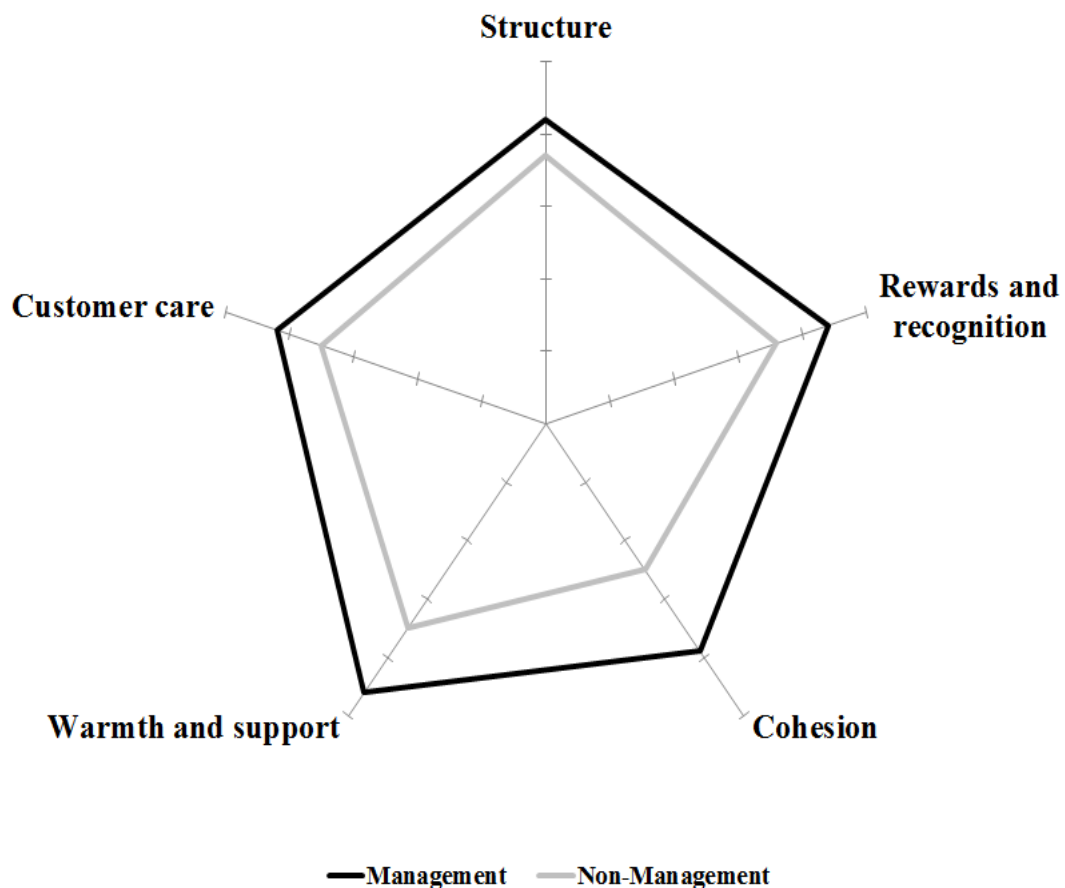 Structure
Rewards and
recognition
Customer care
Warmth and support
Cohesion
Management
Non-Management